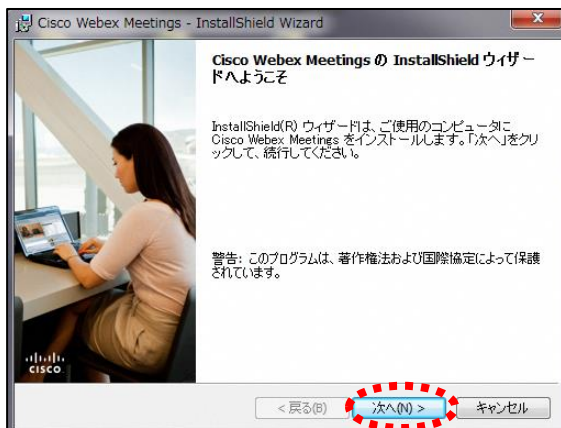 Cisco Webex Meetings - InstallShield Wizard
Cisco Webex Meetings の InstallShield ウィザー
ドへようこそ
InstallShield(R) ウィザードは、ご使用のコンピュータに
Cisco Webex Meetings をインストールします。「次へ」をクリ
ックして、続行してください。
警告: このプログラムは、著作権法および国際協定によって保護
されています。
CISCO
< 戻る(B)
次へ(N) >
キャンセル